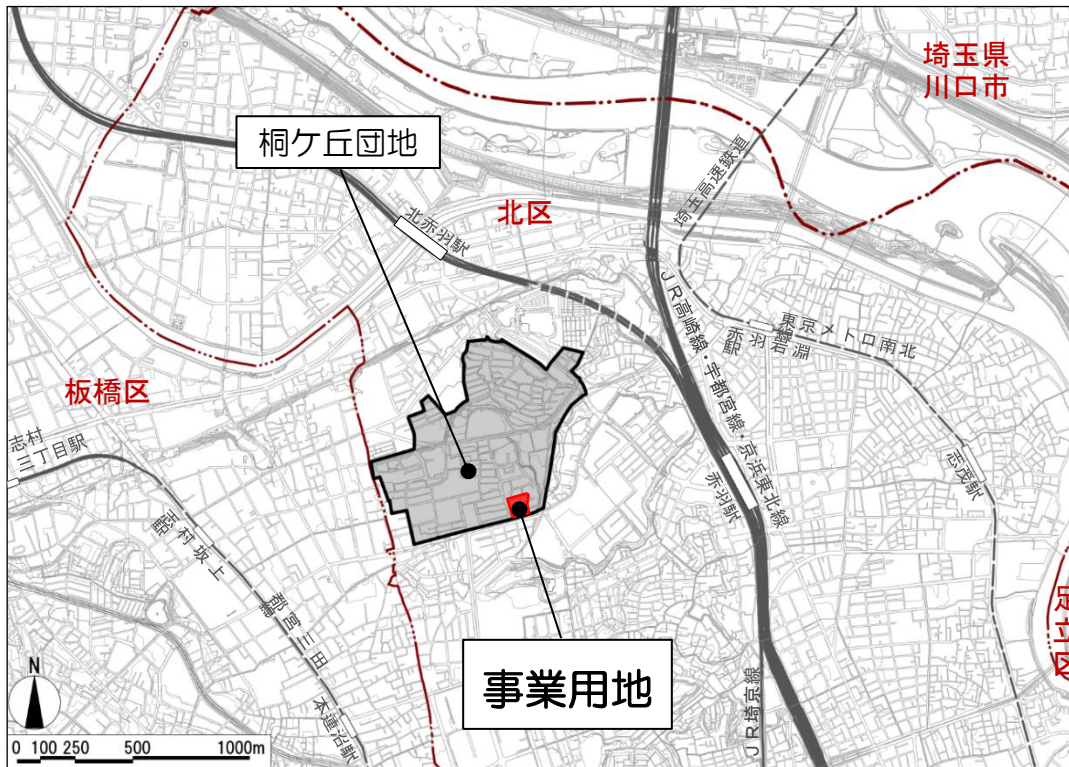 埼玉県
川口市
桐ケ丘団地
北区
埼玉高速鉄道
北赤羽駅
JR高崎線・宇都宮線・京浜東北線
東京メトロ南北線
赤羽岩淵駅
板橋区
志村
三丁目駅
志茂駅
赤羽駅
志村坂上駅
都営三田線
足立区
事業用地
本蓮沼駅
JR埼京線
N
0 100 250 500 1000m